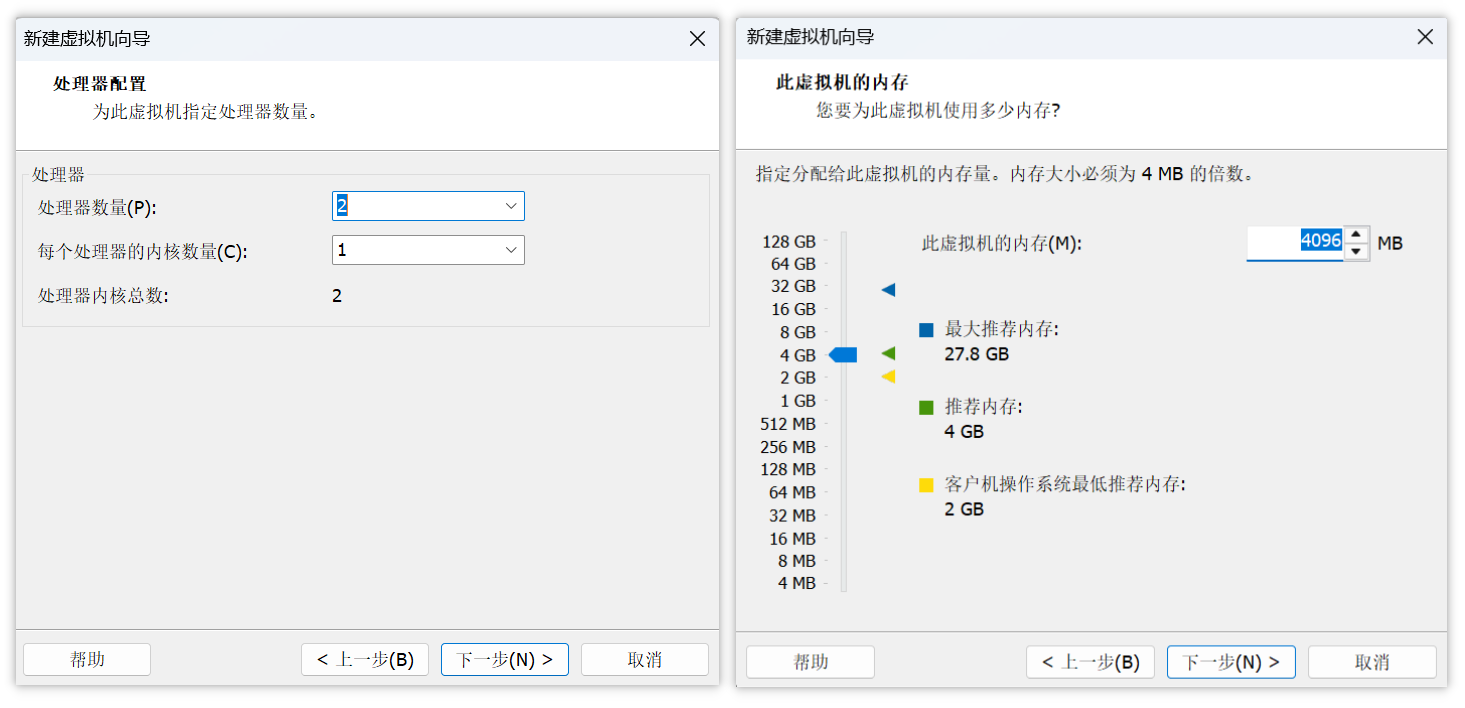 新建虚拟机向导
处理器配置
为此虚拟机指定处理器数量。
处理器
处理器数量(P):
2
每个处理器的内核数量(C):
1
处理器内核总数:
2
帮助
< 上一步(B)
下一步(N) >
取消
新建虚拟机向导
此虚拟机的内存
您要为此虚拟机使用多少内存?
指定分配给此虚拟机的内存量。内存大小必须为 4 MB 的倍数。
128 GB
64 GB
32 GB
16 GB
8 GB
4 GB
2 GB
1 GB
512 MB
256 MB
128 MB
64 MB
32 MB
16 MB
8 MB
4 MB
此虚拟机的内存(M):
4096
MB
最大推荐内存:
27.8 GB
推荐内存:
4 GB
客户机操作系统最低推荐内存:
2 GB
帮助
< 上一步(B)
下一步(N) >
取消